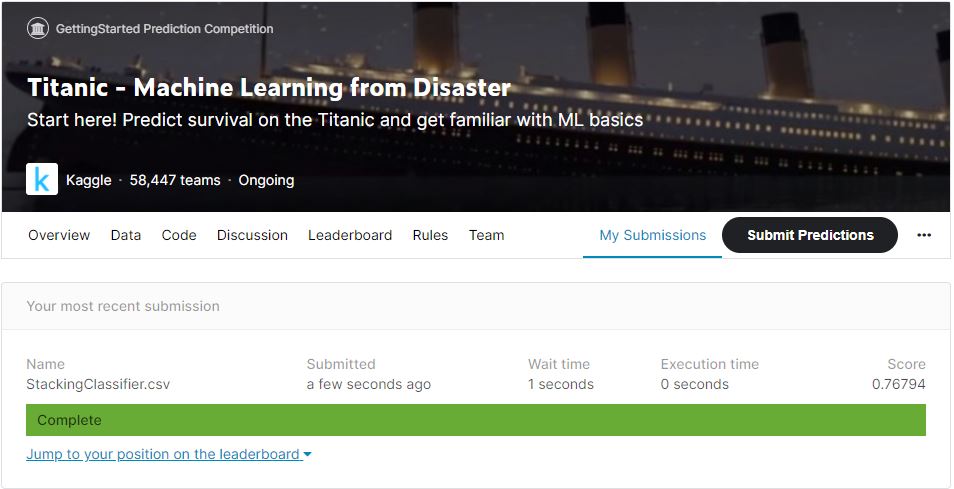 GettingStarted Prediction Competition
Titanic - Machine Learning from Disaster
Start here! Predict survival on the Titanic and get familiar with ML basics
k Kaggle · 58,447 teams · Ongoing
Overview Data Code Discussion Leaderboard Rules Team My Submissions Submit Predictions ···
Your most recent submission
Name Submitted Wait time Execution time Score
StackingClassifier.csv a few seconds ago 1 seconds 0 seconds 0.76794
Complete
Jump to your position on the leaderboard